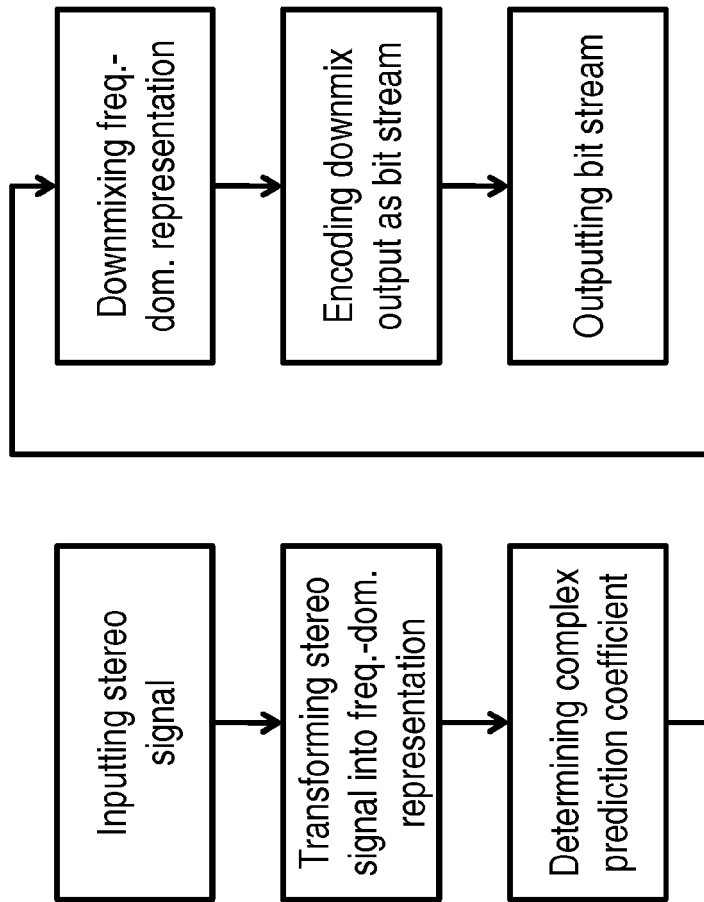 Inputting stereo
signal
Transforming stereo
signal into freq.-dom.
representation
Determining complex
prediction coefficient
Downmixing freq.-
dom. representation
Encoding downmix
output as bit stream
Outputting bit stream